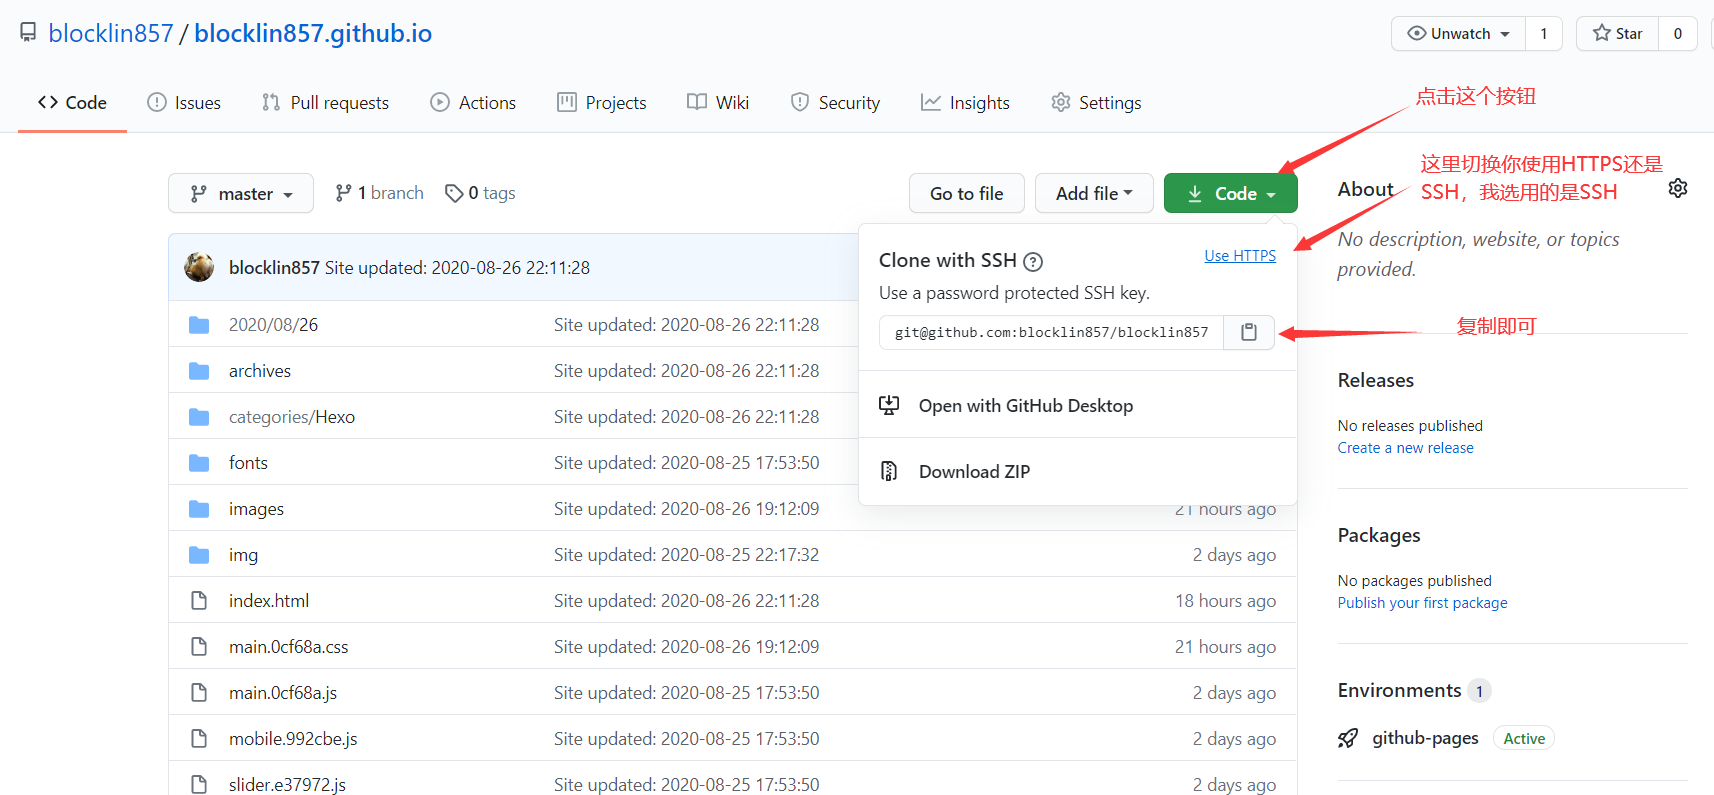 blocklin857 / blocklin857.github.io
Unwatch 1
Star 0
Code
Issues
Pull requests
Actions
Projects
Wiki
Security
Insights
Settings
点击这个按钮
这里切换你使用HTTPS还是
SSH，我选用的是SSH
复制即可
master
1 branch
0 tags
Go to file
Add file
Code
Clone with SSH ?
Use HTTPS
Use a password protected SSH key.
git@github.com:blocklin857/blocklin857
Open with GitHub Desktop
Download ZIP
blocklin857 Site updated: 2020-08-26 22:11:28
2020/08/26 Site updated: 2020-08-26 22:11:28
archives Site updated: 2020-08-26 22:11:28
categories/Hexo Site updated: 2020-08-26 22:11:28
fonts Site updated: 2020-08-25 17:53:50
images Site updated: 2020-08-26 19:12:09 21 hours ago
img Site updated: 2020-08-25 22:17:32 2 days ago
index.html Site updated: 2020-08-26 22:11:28 18 hours ago
main.0cf68a.css Site updated: 2020-08-26 19:12:09 21 hours ago
main.0cf68a.js Site updated: 2020-08-25 17:53:50 2 days ago
mobile.992cbe.js Site updated: 2020-08-25 17:53:50 2 days ago
slider.e37972.js Site updated: 2020-08-25 17:53:50 2 days ago
About
No description, website, or topics
provided.
Releases
No releases published
Create a new release
Packages
No packages published
Publish your first package
Environments 1
github-pages Active